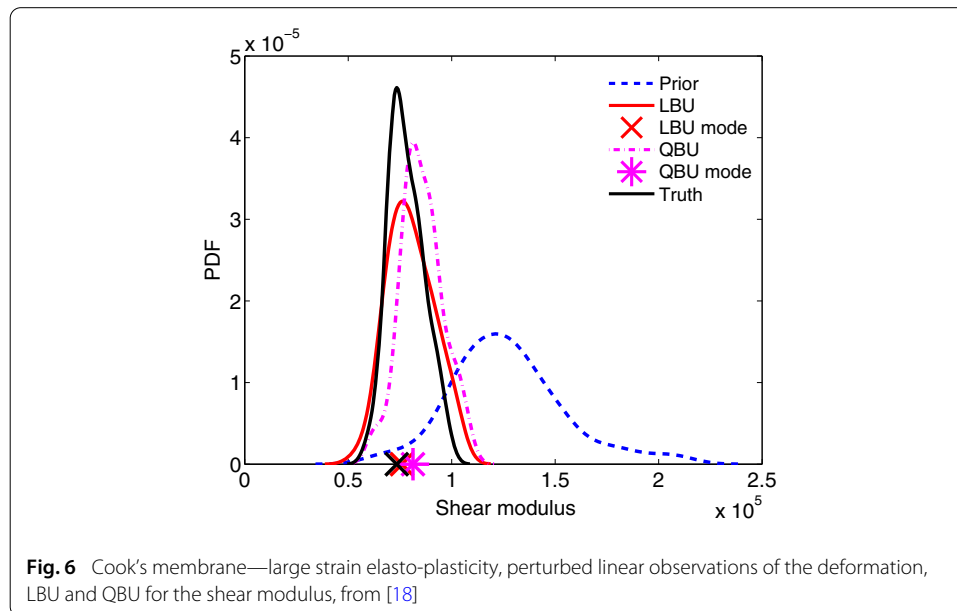 x 10⁻⁵
5
4
3
2
1
0
PDF
0 0.5 1 1.5 2 2.5
Shear modulus
x 10⁵
Prior
LBU
LBU mode
QBU
QBU mode
Truth
Fig. 6 Cook's membrane—large strain elasto-plasticity, perturbed linear observations of the deformation,
LBU and QBU for the shear modulus, from [18]